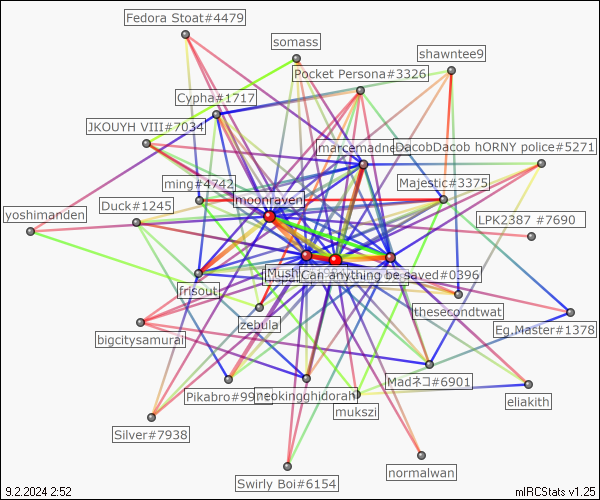 Fedora Stoat#4479
somass
shawntee9
Pocket Persona#3326
Cypha#1717
JKOUYH VIII#7034
marcemadne
DacobDacob hORNY police#5271
ming#4742
Majestic#3375
moonraven
Duck#1245
yoshimanden
LPK2387 #7690
Mush
Can anything be saved#0396
frisout
thesecondtwat
zebula
Eg.Master#1378
bigcitysamurai
Madネコ#6901
Pikabro#99
neokingghidorah
eliakith
mukszi
Silver#7938
normalwan
Swirly Boi#6154
9.2.2024 2:52
mIRCStats v1.25